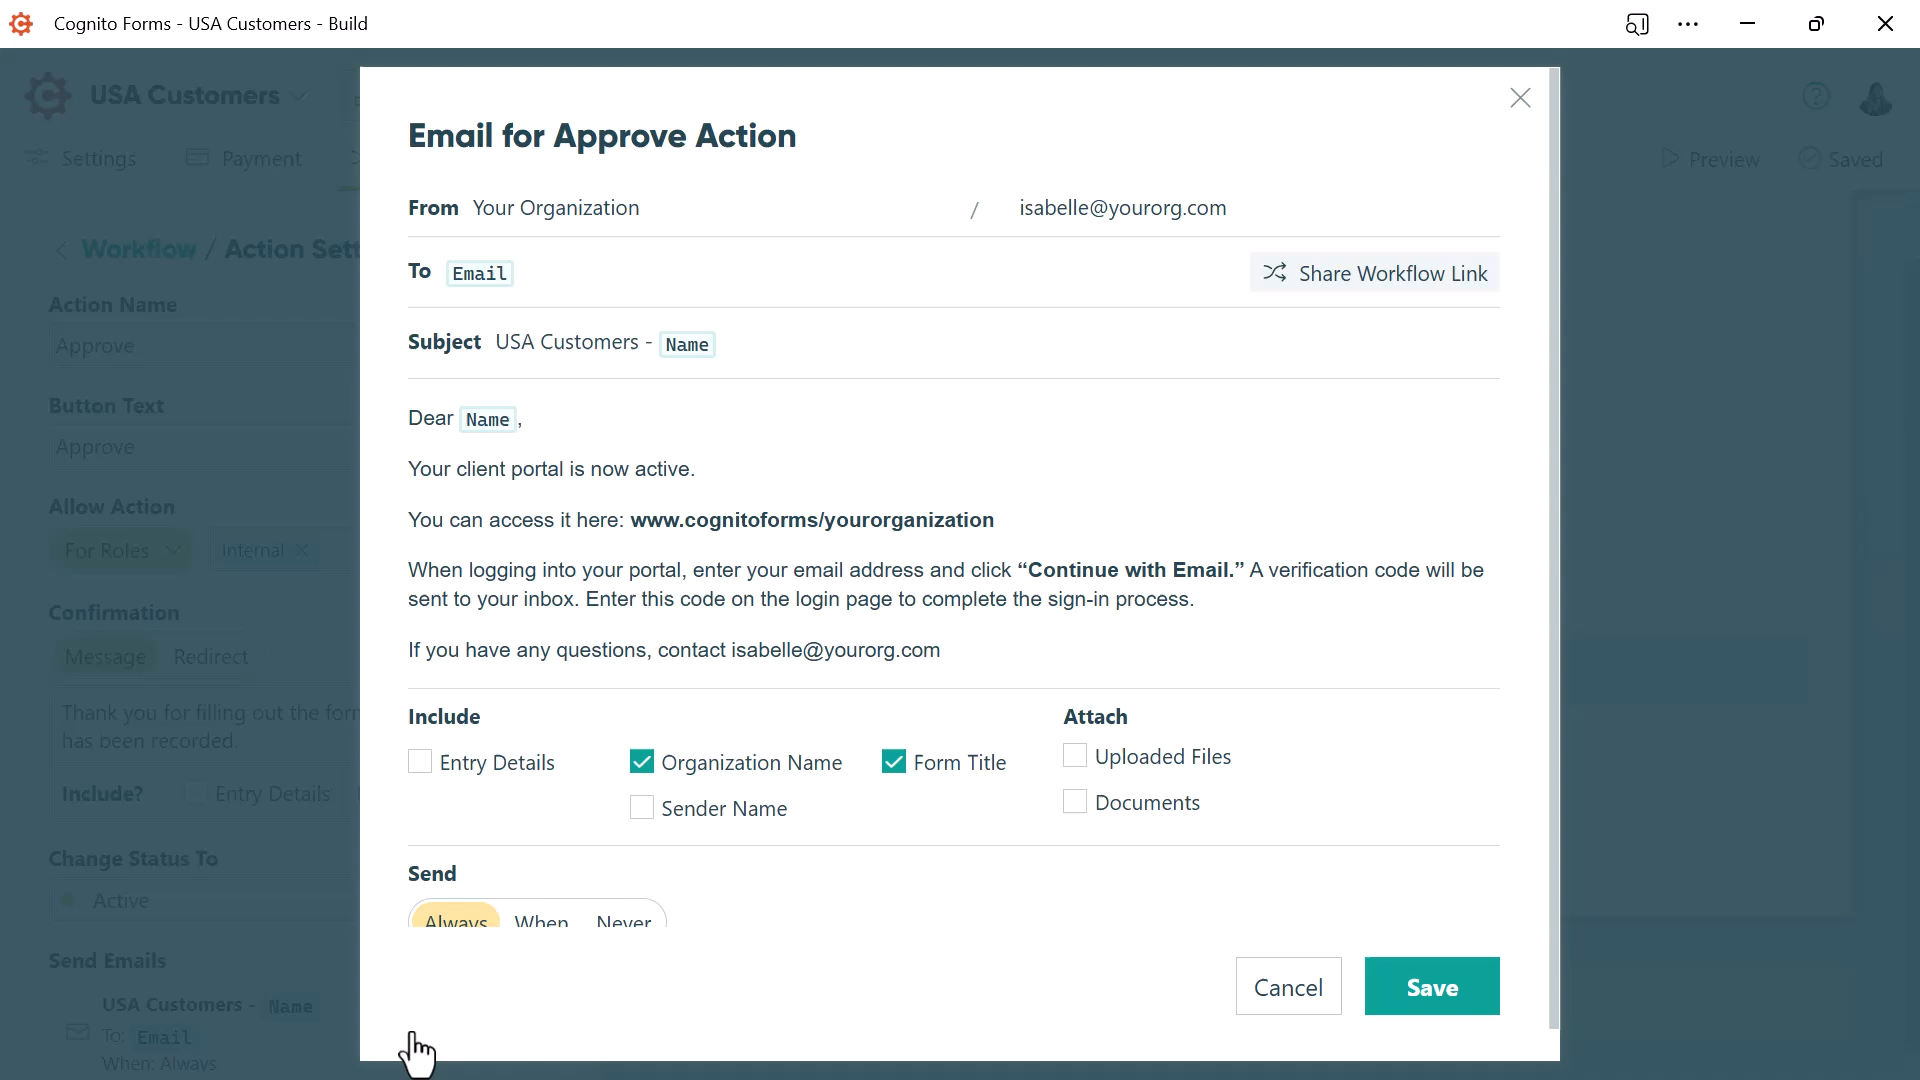 Cognito Forms - USA Customers - Build
USA Customers
Settings
Payment
Preview
Saved
Workflow / Action Sett
Action Name
Approve
Button Text
Approve
Allow Action
For Roles
Internal
Confirmation
Message
Redirect
Thank you for filling out the form
has been recorded.
Include?
Entry Details
Change Status To
Active
Send Emails
USA Customers - Name
To: Email
When: Always
Email for Approve Action
From Your Organization / isabelle@yourorg.com
To Email
Share Workflow Link
Subject USA Customers - Name
Dear Name,
Your client portal is now active.
You can access it here: www.cognitoforms/yourorganization
When logging into your portal, enter your email address and click “Continue with Email.” A verification code will be
sent to your inbox. Enter this code on the login page to complete the sign-in process.
If you have any questions, contact isabelle@yourorg.com
Include
Entry Details
Organization Name
Form Title
Sender Name
Attach
Uploaded Files
Documents
Send
Always When Never
Cancel
Save